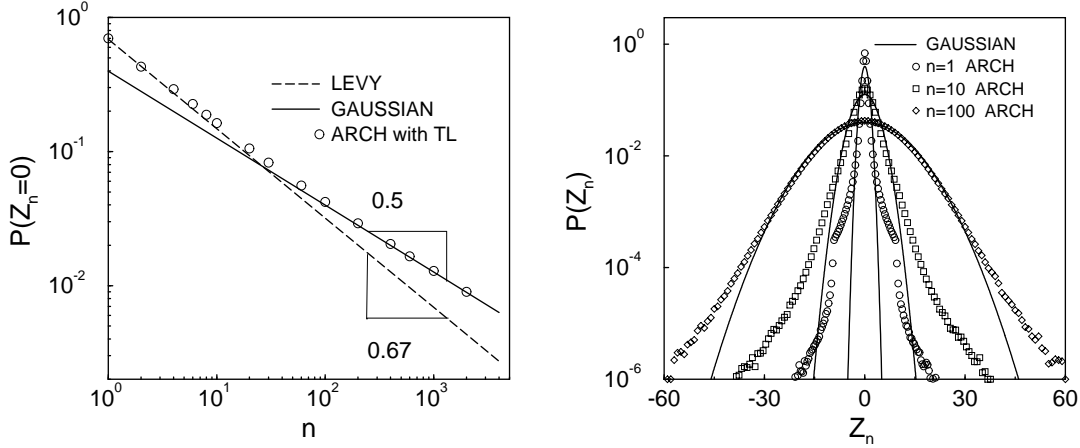 10^0
10^-1
10^-2
P(Z_n=0)
LEVY
GAUSSIAN
ARCH with TL
0.5
0.67
10^0
10^1
10^2
10^3
n
10^0
10^-2
10^-4
10^-6
P(Z_n)
GAUSSIAN
n=1 ARCH
n=10 ARCH
n=100 ARCH
-60
-30
0
30
60
Z_n